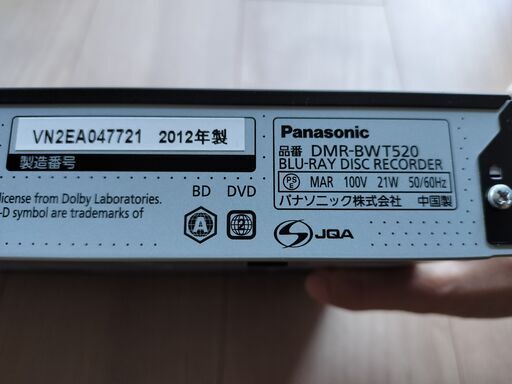 VN2EA047721 2012年製
製造番号
license from Dolby Laboratories.
-D symbol are trademarks of
BD DVD
A 2
Panasonic
品番 DMR-BWT520
BLU-RAY DISC RECORDER
PS E MAR 100V 21W 50/60Hz
パナソニック株式会社 中国製
JQA